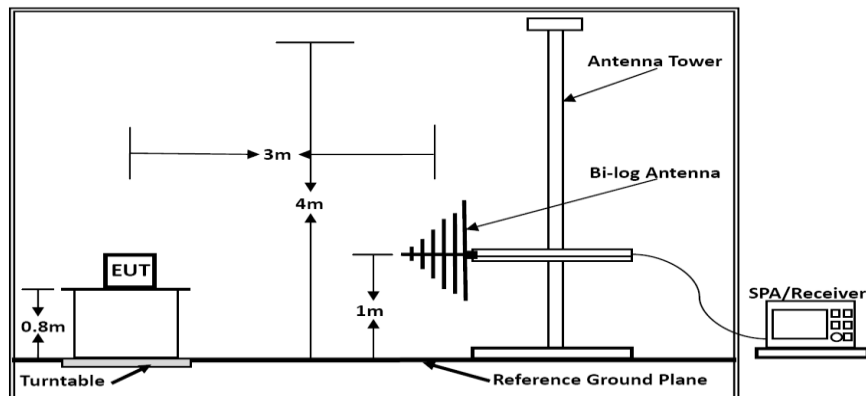 Antenna Tower
3m
Bi-log Antenna
4m
EUT
1m
SPA/Receiver
0.8m
Turntable
Reference Ground Plane